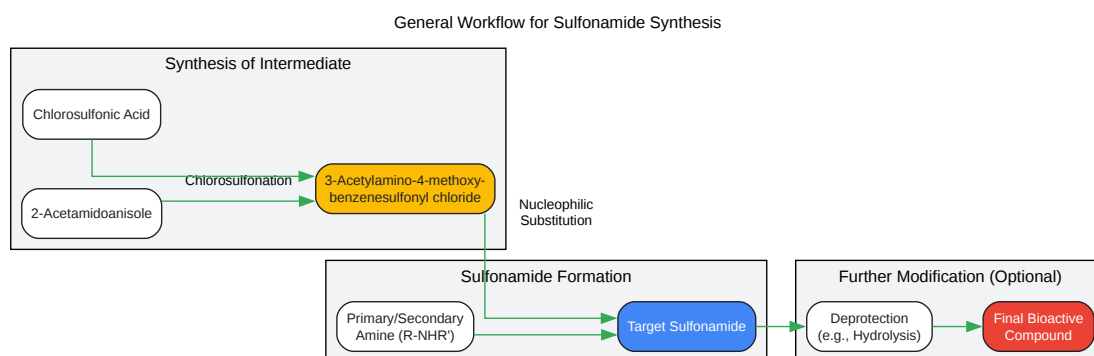 General Workflow for Sulfonamide Synthesis
Synthesis of Intermediate
Chlorosulfonic Acid
Chlorosulfonation
2-Acetamidoanisole
3-Acetylamino-4-methoxy-
benzenesulfonyl chloride
Nucleophilic
Substitution
Sulfonamide Formation
Primary/Secondary
Amine (R-NHR')
Target Sulfonamide
Further Modification (Optional)
Deprotection
(e.g., Hydrolysis)
Final Bioactive
Compound